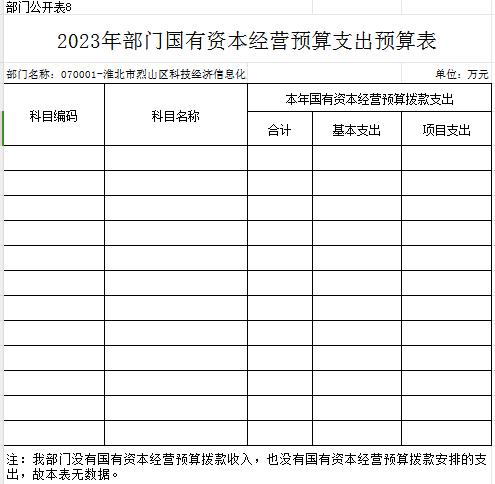 部门公开表8
2023年部门国有资本经营预算支出预算表
部门名称：070001-淮北市烈山区科技经济信息化 单位：万元
科目编码 科目名称 本年国有资本经营预算拨款支出
合计 基本支出 项目支出
注：我部门没有国有资本经营预算拨款收入，也没有国有资本经营预算拨款安排的支
出，故本表无数据。